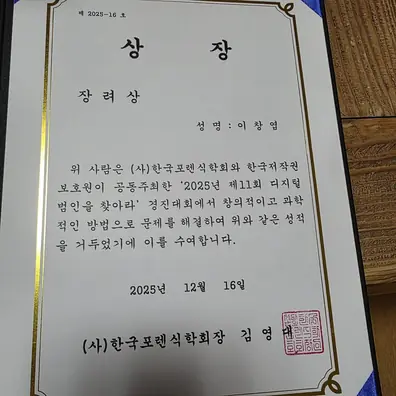 제 2025-16 호
상 장
장 려 상
성 명 : 이 창 엽
위 사람은 (사)한국포렌식학회와 한국저작권
보호원이 공동주최한 '2025년 제11회 디지털
범인을 찾아라' 경진대회에서 창의적이고 과학
적인 방법으로 문제를 해결하여 위와 같은 성적
을 거두었기에 이를 수여합니다.
2025년 12월 16일
(사)한국포렌식학회장 김 영 대